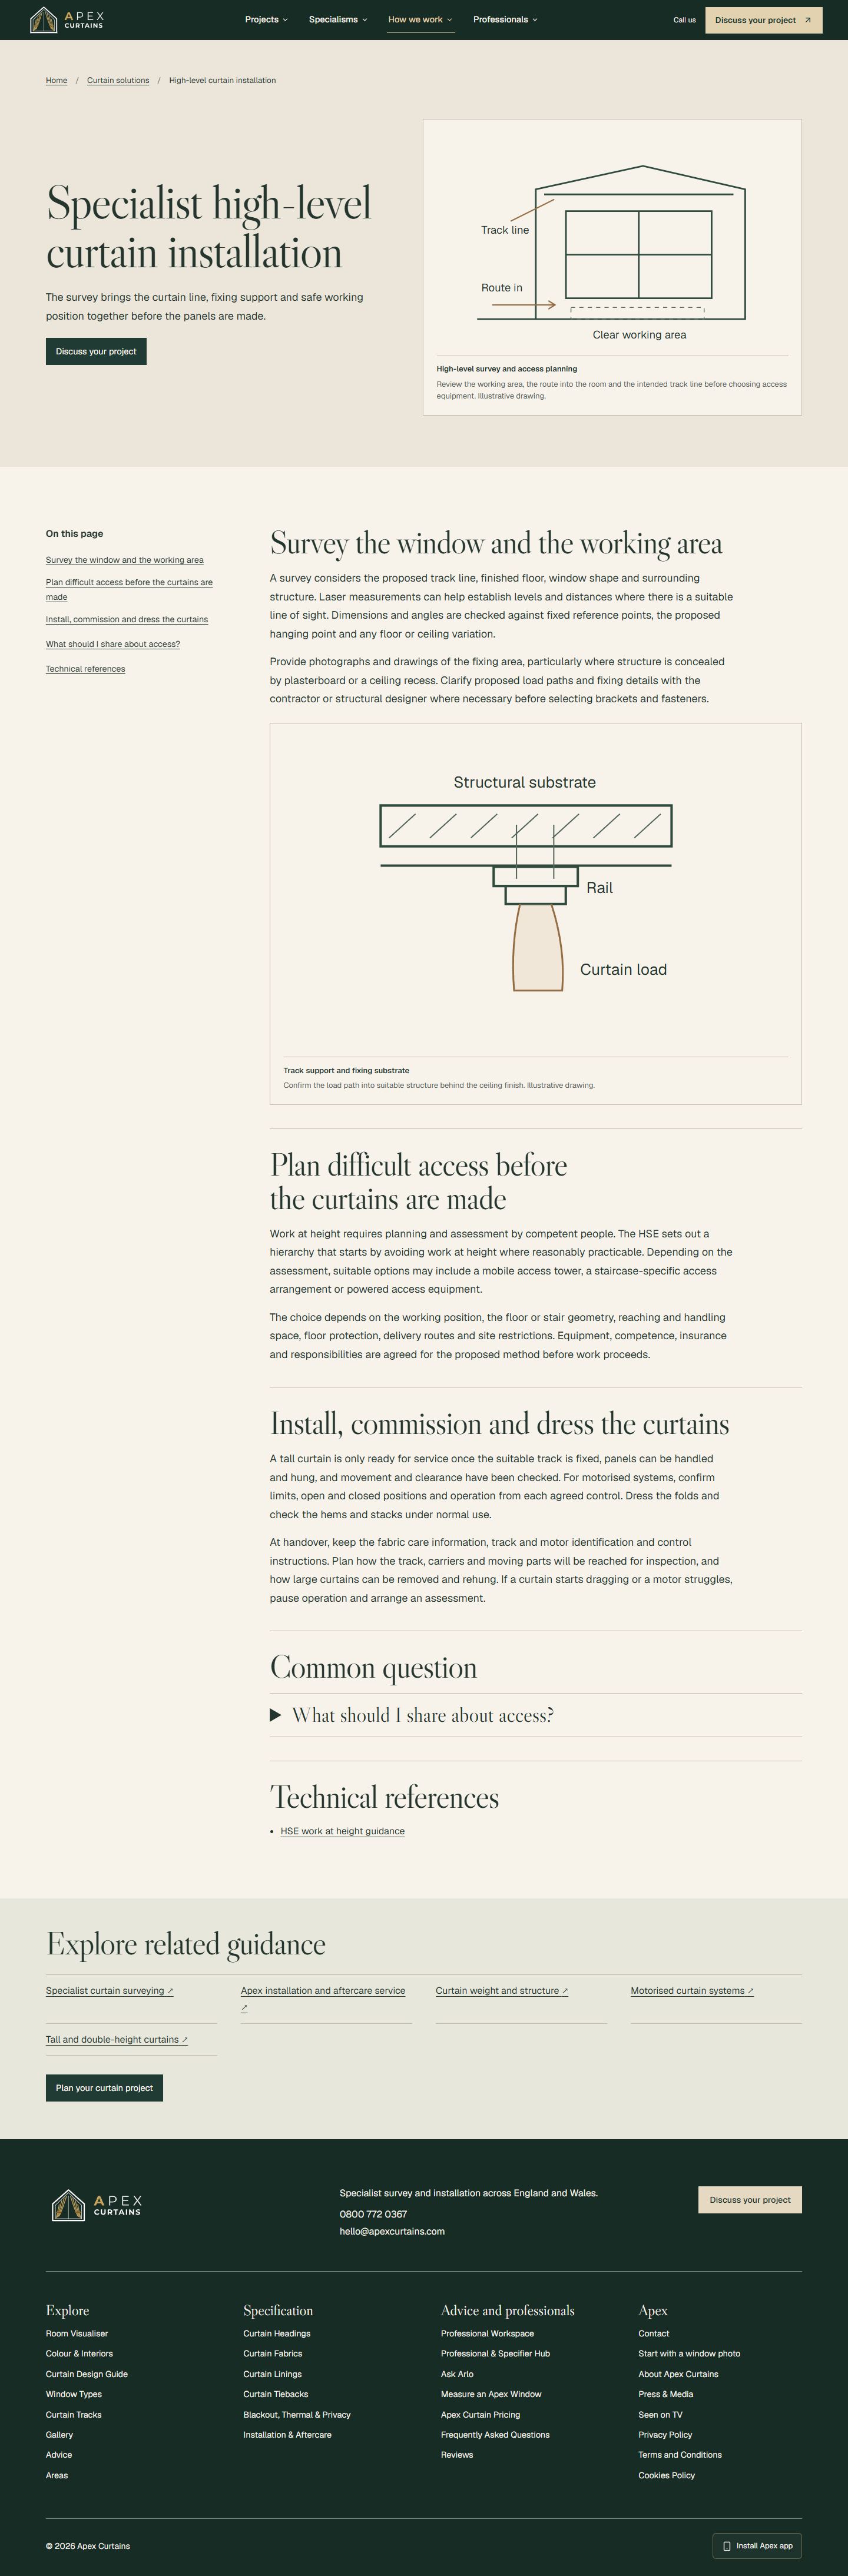 APEX
CURTAINS
Projects
Specialisms
How we work
Professionals
Call us
Discuss your project
Home / Curtain solutions / High-level curtain installation
Specialist high-level
curtain installation
The survey brings the curtain line, fixing support and safe working
position together before the panels are made.
Discuss your project
Track line
Route in
Clear working area
High-level survey and access planning
Review the working area, the route into the room and the intended track line before choosing access
equipment. Illustrative drawing.
On this page
Survey the window and the working area
Plan difficult access before the curtains are
made
Install, commission and dress the curtains
What should I share about access?
Technical references
Survey the window and the working area
A survey considers the proposed track line, finished floor, window shape and surrounding
structure. Laser measurements can help establish levels and distances where there is a suitable
line of sight. Dimensions and angles are checked against fixed reference points, the proposed
hanging point and any floor or ceiling variation.
Provide photographs and drawings of the fixing area, particularly where structure is concealed
by plasterboard or a ceiling recess. Clarify proposed load paths and fixing details with the
contractor or structural designer where necessary before selecting brackets and fasteners.
Structural substrate
Rail
Curtain load
Track support and fixing substrate
Confirm the load path into suitable structure behind the ceiling finish. Illustrative drawing.
Plan difficult access before
the curtains are made
Work at height requires planning and assessment by competent people. The HSE sets out a
hierarchy that starts by avoiding work at height where reasonably practicable. Depending on the
assessment, suitable options may include a mobile access tower, a staircase-specific access
arrangement or powered access equipment.
The choice depends on the working position, the floor or stair geometry, reaching and handling
space, floor protection, delivery routes and site restrictions. Equipment, competence, insurance
and responsibilities are agreed for the proposed method before work proceeds.
Install, commission and dress the curtains
A tall curtain is only ready for service once the suitable track is fixed, panels can be handled
and hung, and movement and clearance have been checked. For motorised systems, confirm
limits, open and closed positions and operation from each agreed control. Dress the folds and
check the hems and stacks under normal use.
At handover, keep the fabric care information, track and motor identification and control
instructions. Plan how the track, carriers and moving parts will be reached for inspection, and
how large curtains can be removed and rehung. If a curtain starts dragging or a motor struggles,
pause operation and arrange an assessment.
Common question
What should I share about access?
Technical references
• HSE work at height guidance
Explore related guidance
Specialist curtain surveying ↗
Apex installation and aftercare service
↗
Curtain weight and structure ↗
Motorised curtain systems ↗
Tall and double-height curtains ↗
Plan your curtain project
APEX
CURTAINS
Specialist survey and installation across England and Wales.
0800 772 0367
hello@apexcurtains.com
Discuss your project
Explore
Room Visualiser
Colour & Interiors
Curtain Design Guide
Window Types
Curtain Tracks
Gallery
Advice
Areas
Specification
Curtain Headings
Curtain Fabrics
Curtain Linings
Curtain Tiebacks
Blackout, Thermal & Privacy
Installation & Aftercare
Advice and professionals
Professional Workspace
Professional & Specifier Hub
Ask Arlo
Measure an Apex Window
Apex Curtain Pricing
Frequently Asked Questions
Reviews
Apex
Contact
Start with a window photo
About Apex Curtains
Press & Media
Seen on TV
Privacy Policy
Terms and Conditions
Cookies Policy
© 2026 Apex Curtains
Install Apex app